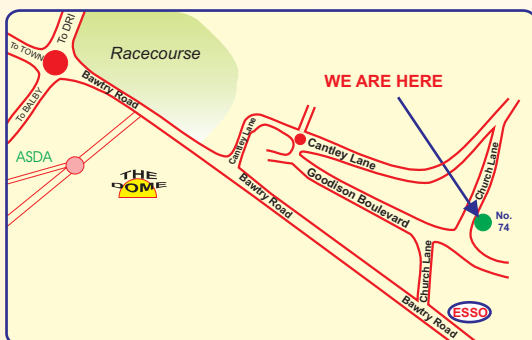 To DRI
To TOWN
To BALBY
Racecourse
Bawtry Road
WE ARE HERE
ASDA
THE
DOME
Cantley Lane
Cantley Lane
Goodison Boulevard
Church Lane
No.
74
Bawtry Road
Church Lane
Bawtry Road
ESSO